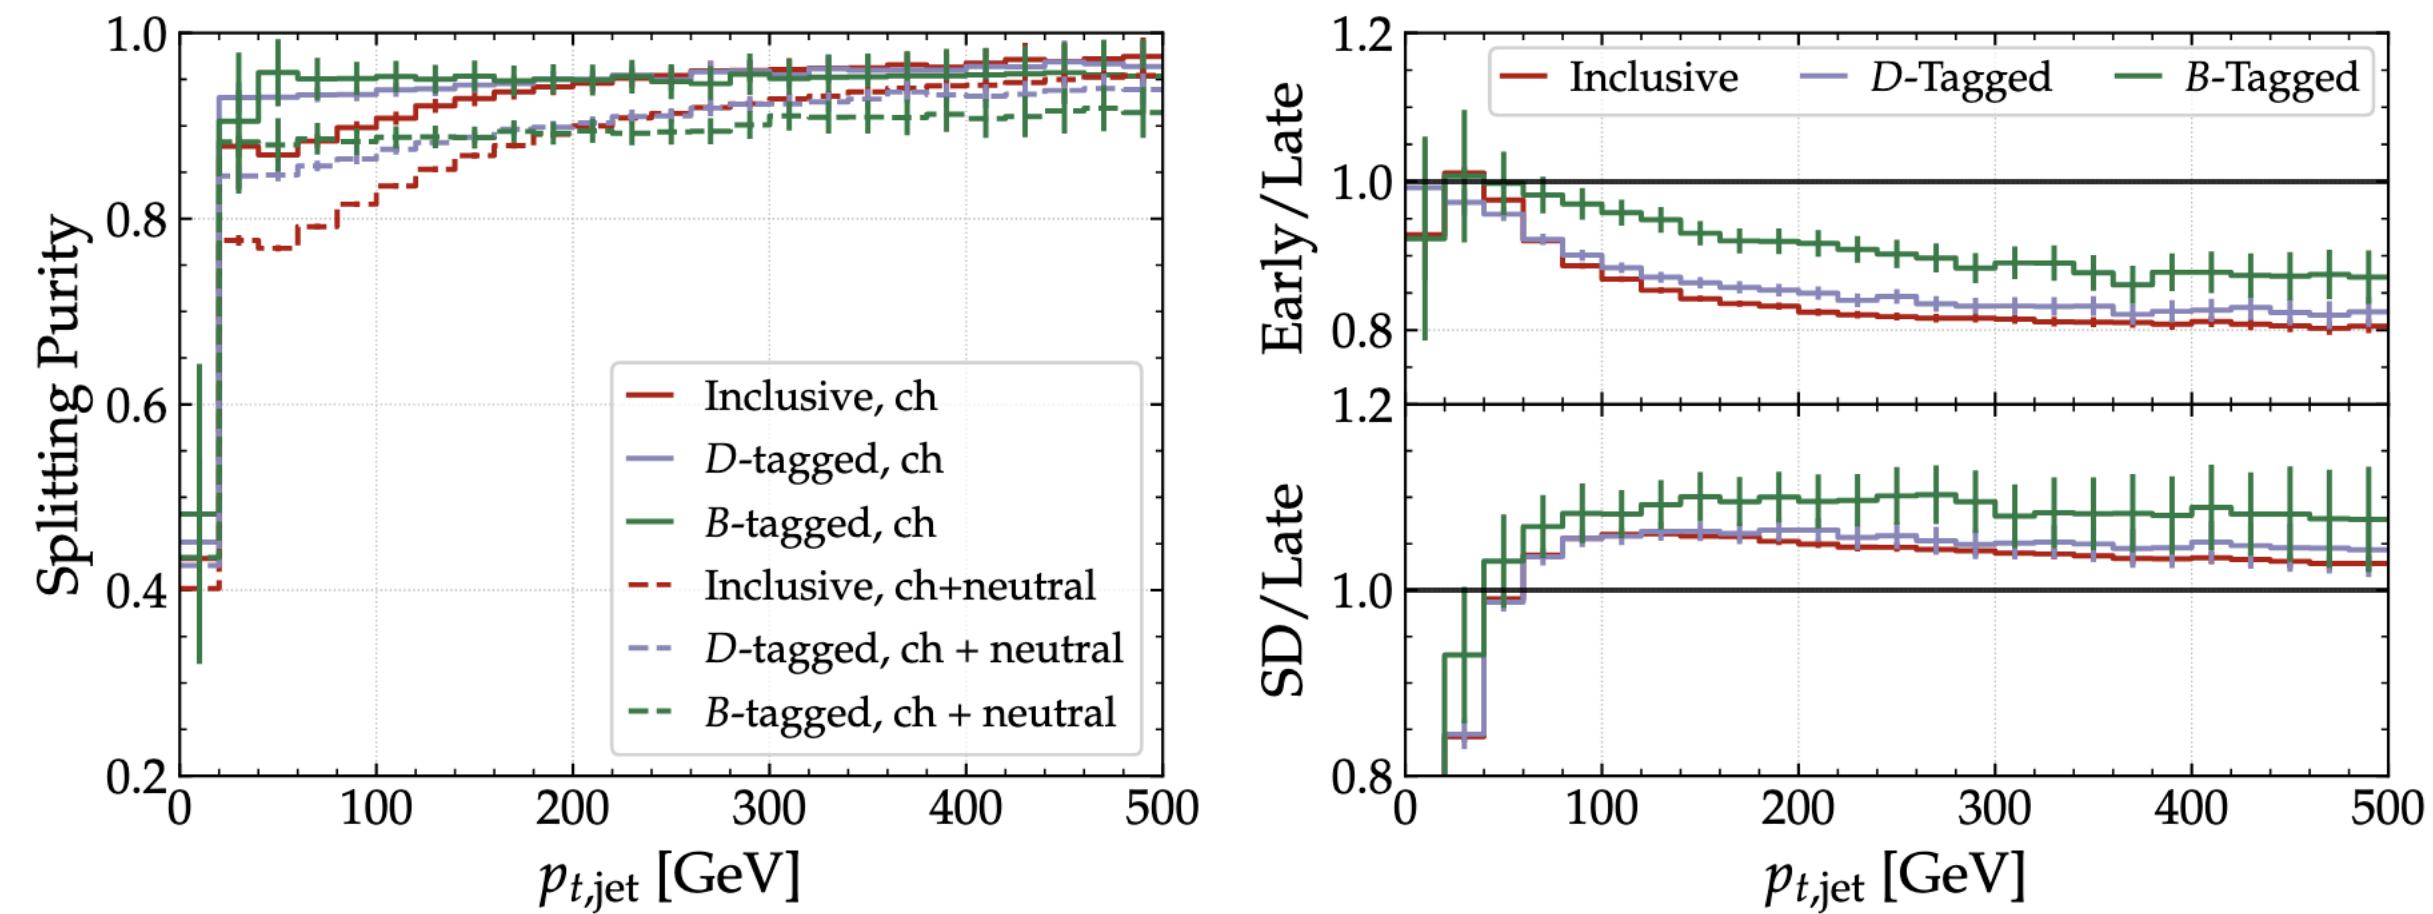 Splitting Purity
1.0
0.8
0.6
0.4
0.2
Inclusive, ch
D-tagged, ch
B-tagged, ch
Inclusive, ch+neutral
D-tagged, ch + neutral
B-tagged, ch + neutral
0 100 200 300 400 500
p_{t,jet} [GeV]
Early/Late
1.2
1.0
0.8
Inclusive D-Tagged B-Tagged
SD/Late
1.2
1.0
0.8
0 100 200 300 400 500
p_{t,jet} [GeV]